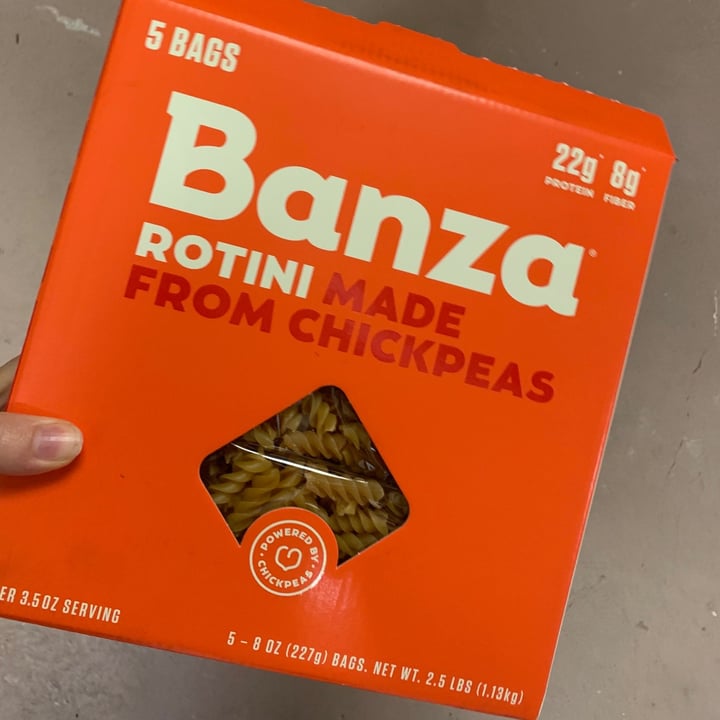 5 BAGS
Banza®
22g* 8g*
PROTEIN FIBER
ROTINI MADE
FROM CHICKPEAS
POWERED BY
CHICKPEAS
3.5OZ SERVING
5 – 8 OZ (227g) BAGS. NET WT. 2.5 LBS (1.13kg)